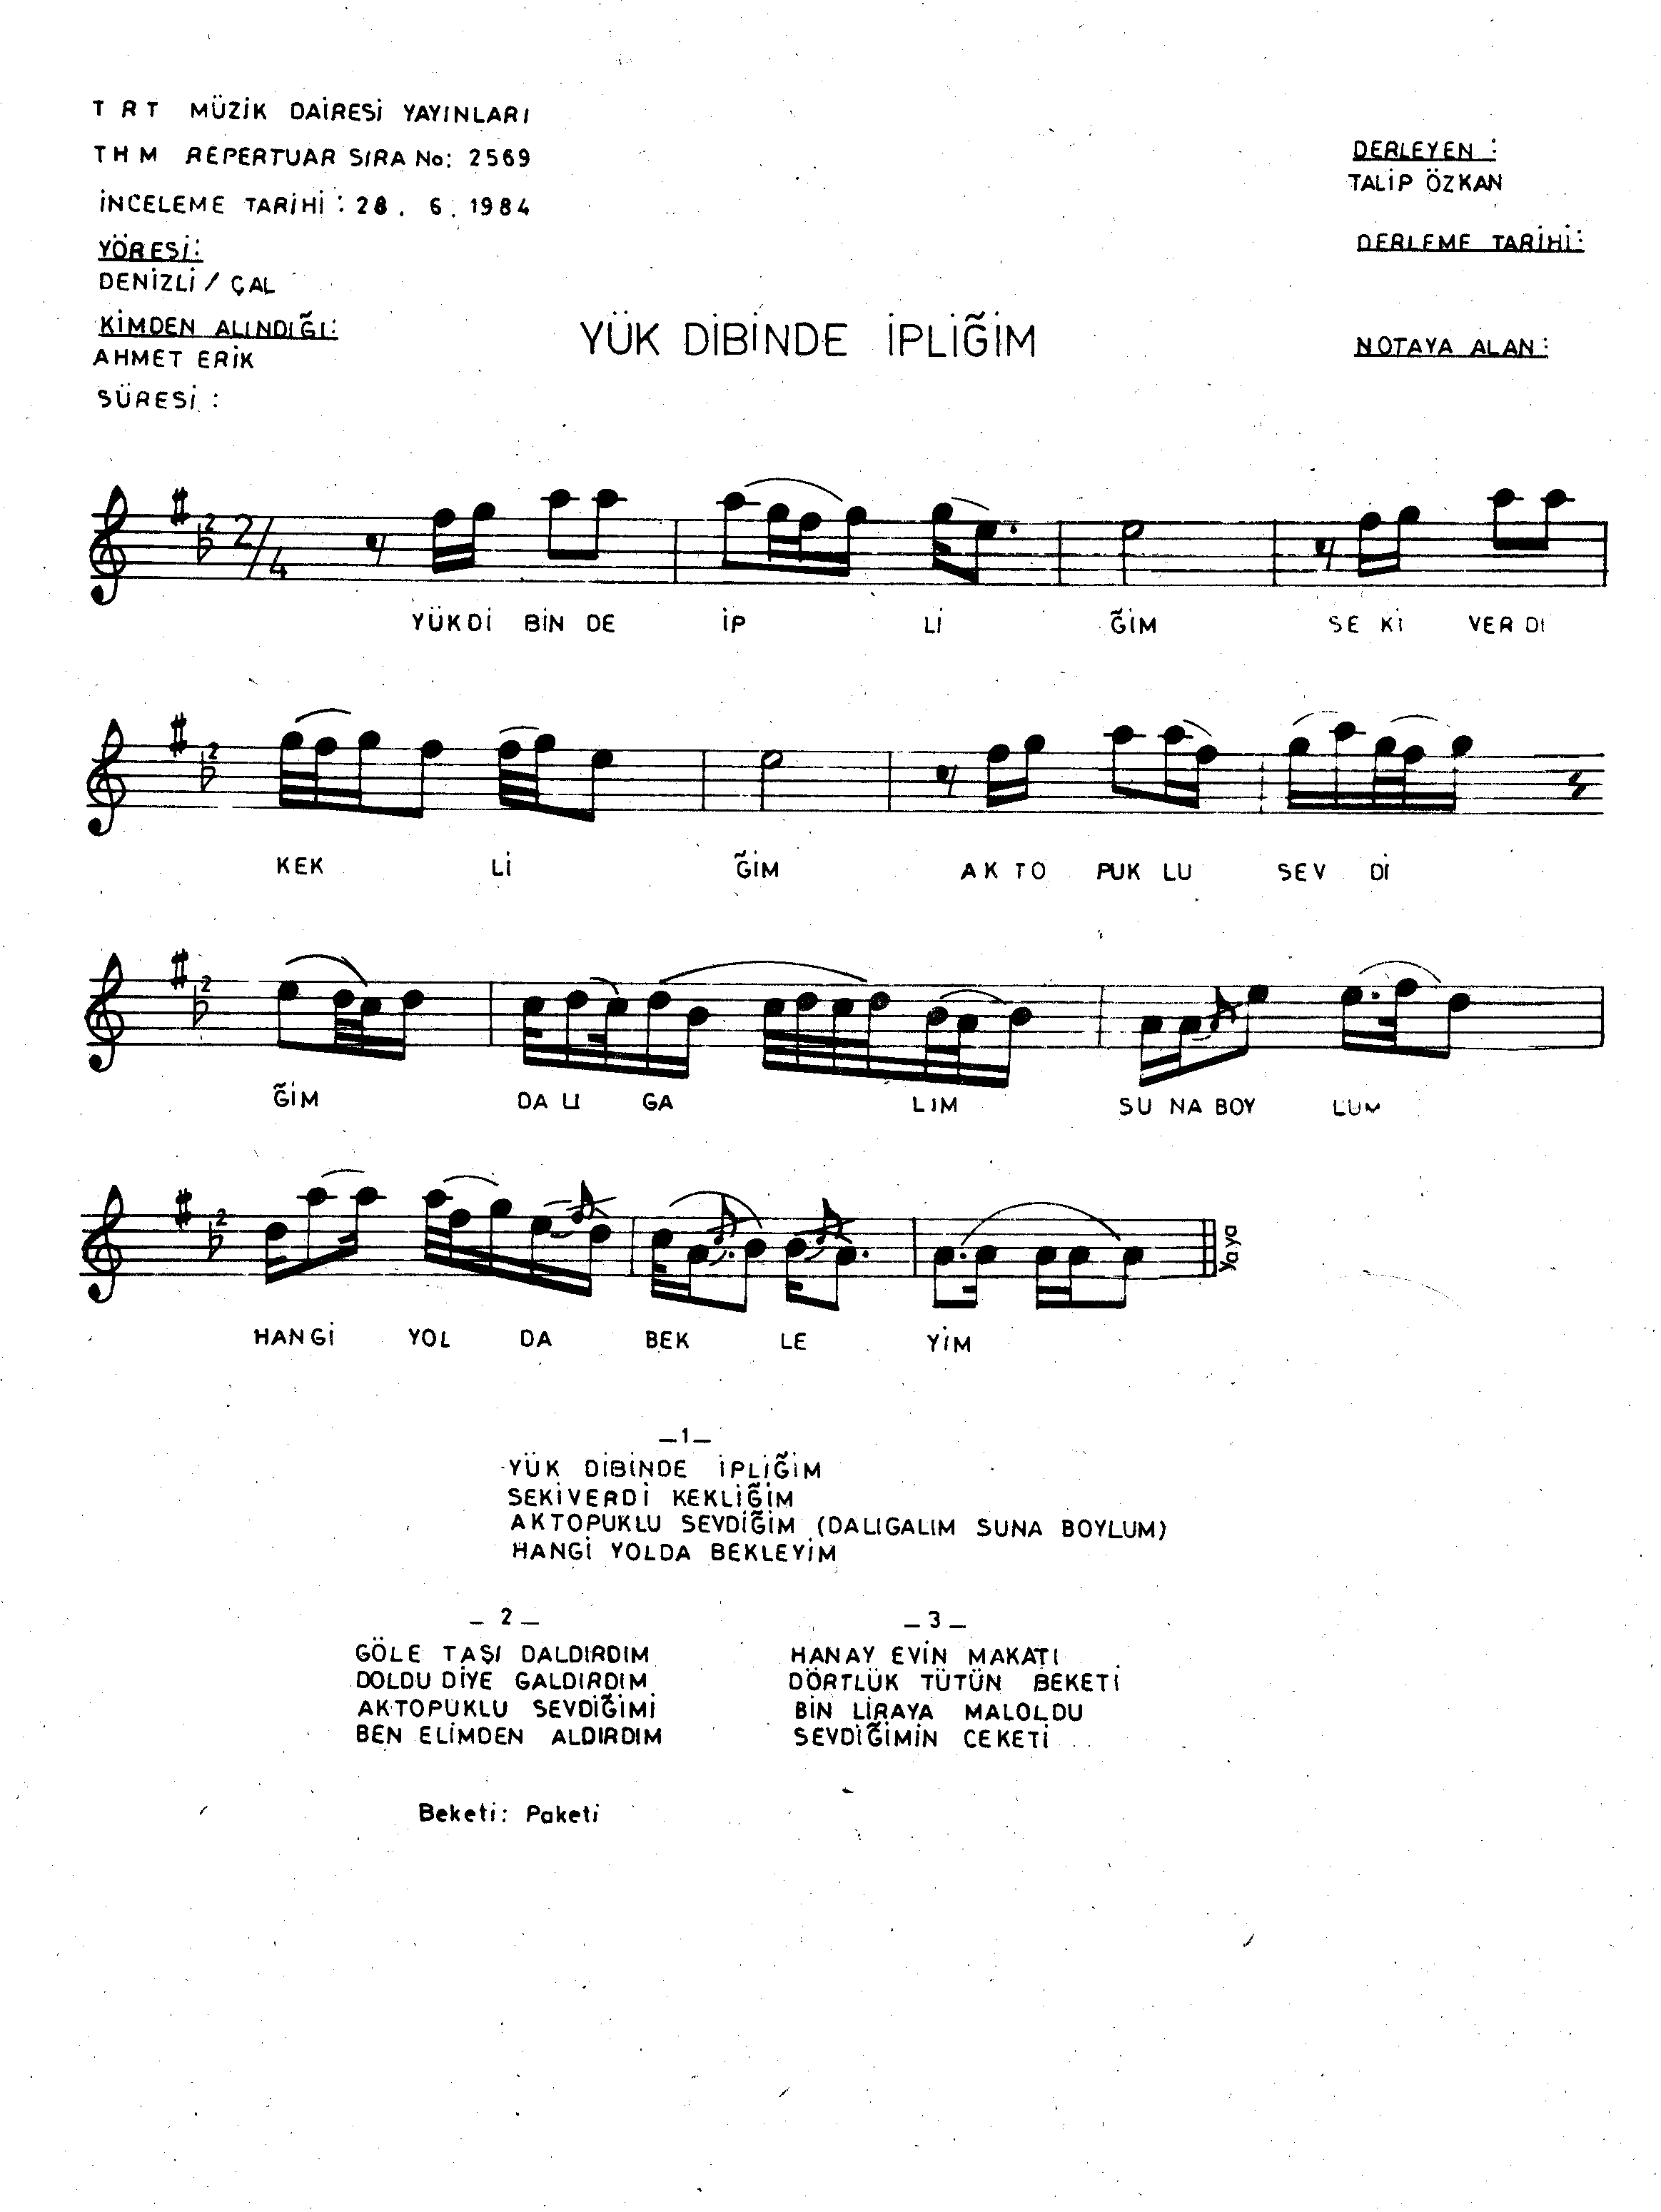 TRT MÜZİK DAİRESİ YAYINLARI
THM REPERTUAR SIRA No: 2569
İNCELEME TARİHİ : 28. 6. 1984
YÖRESİ:
DENİZLİ / ÇAL
KİMDEN ALINDIĞI:
AHMET ERİK
SÜRESİ :
DERLEYEN :
TALİP ÖZKAN
DERLEME TARİHİ:
NOTAYA ALAN:
YÜK DİBİNDE İPLİĞİM
2/4
YÜKDİ BİN DE İP Lİ ĞİM SE Kİ VER Dİ
KEK Lİ ĞİM AK TO PUK LU SEV Dİ
ĞİM DA LI GA LIM SU NA BOY LUM
HANGİ YOL DA BEK LE YİM
Yaya
_1_
YÜK DİBİNDE İPLİĞİM
SEKİVERDİ KEKLİĞİM
AKTOPUKLU SEVDİĞİM (DALIGALIM SUNA BOYLUM)
HANGİ YOLDA BEKLEYİM
_ 2 _
GÖLE TAŞI DALDIRDIM
DOLDU DİYE GALDIRDIM
AKTOPUKLU SEVDİĞİMİ
BEN ELİMDEN ALDIRDIM
_ 3 _
HANAY EVİN MAKATI
DÖRTLÜK TÜTÜN BEKETİ
BİN LİRAYA MALOLDU
SEVDİĞİMİN CEKETİ
Beketi: Paketi